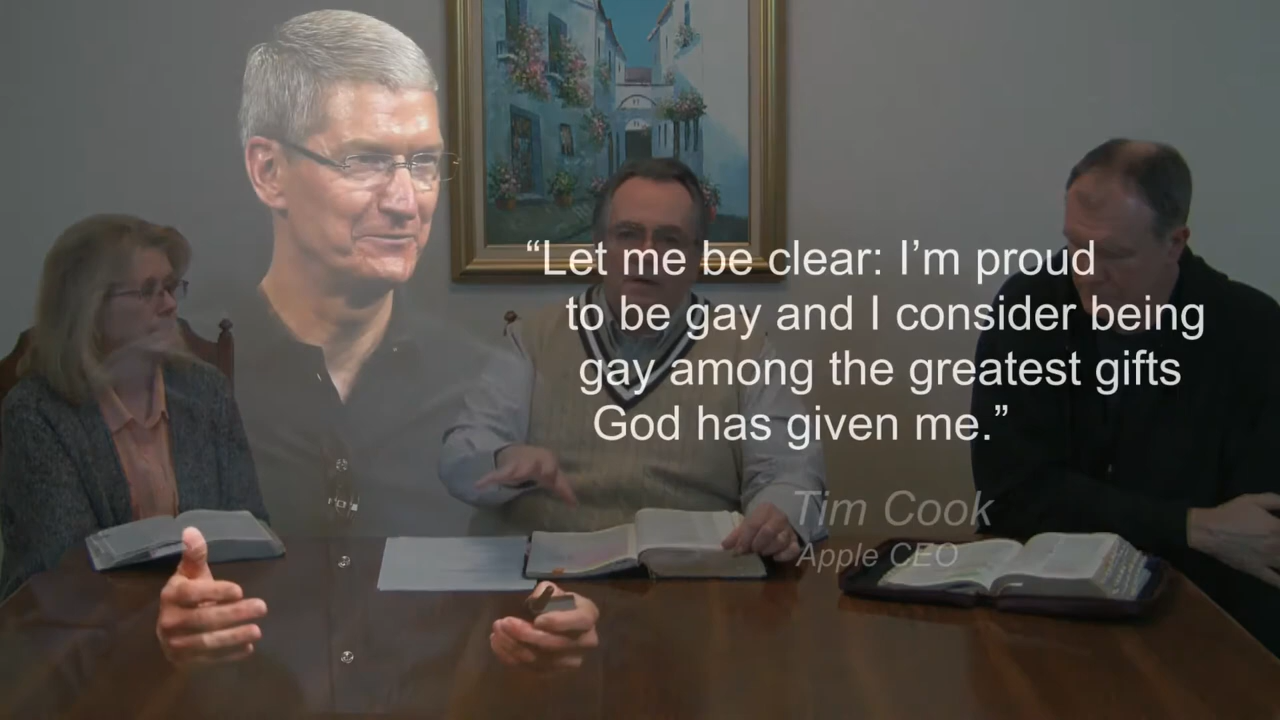 “Let me be clear: I’m proud
to be gay and I consider being
gay among the greatest gifts
God has given me.”
Tim Cook
Apple CEO